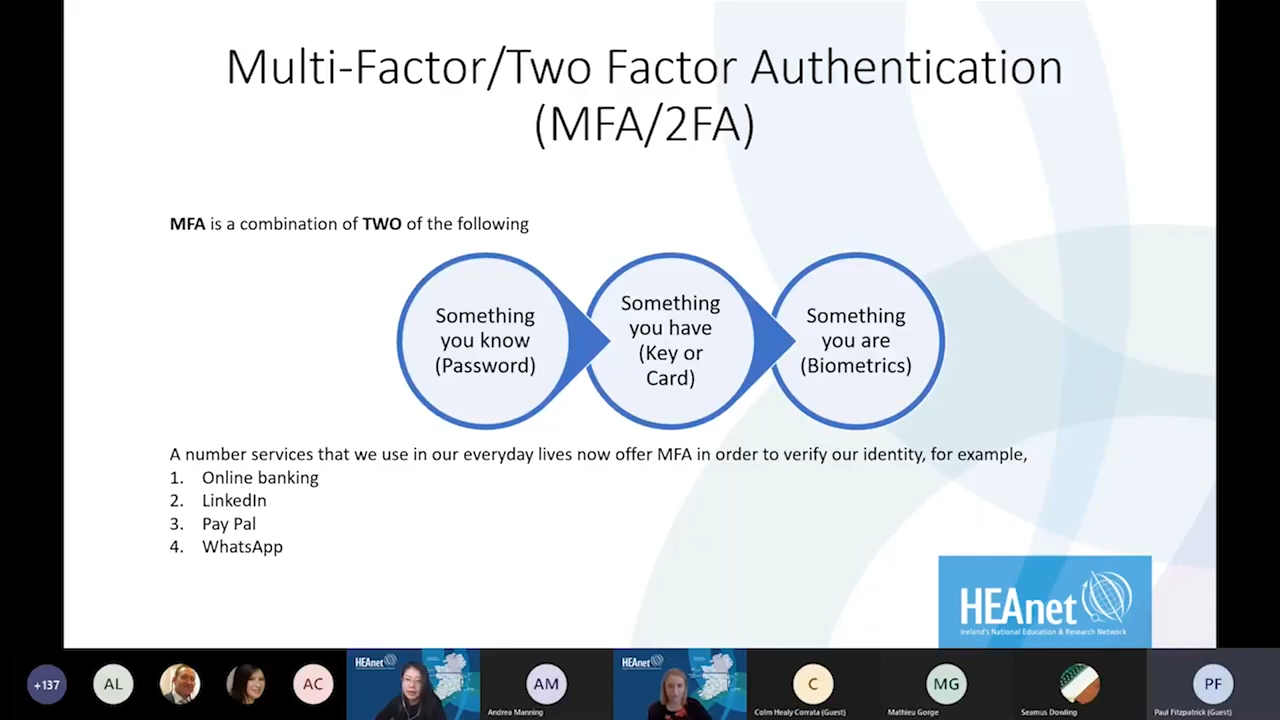 Multi-Factor/Two Factor Authentication
(MFA/2FA)
MFA is a combination of TWO of the following
Something
you know
(Password)
Something
you have
(Key or
Card)
Something
you are
(Biometrics)
A number services that we use in our everyday lives now offer MFA in order to verify our identity, for example,
1. Online banking
2. LinkedIn
3. Pay Pal
4. WhatsApp
HEAnet
Ireland's National Education & Research Network
+137
AL
AC
HEAnet
AM
Andrea Manning
HEAnet
C
Colm Healy Corrata (Guest)
MG
Mathieu Gorge
Seamus Dowling
PF
Paul Fitzpatrick (Guest)